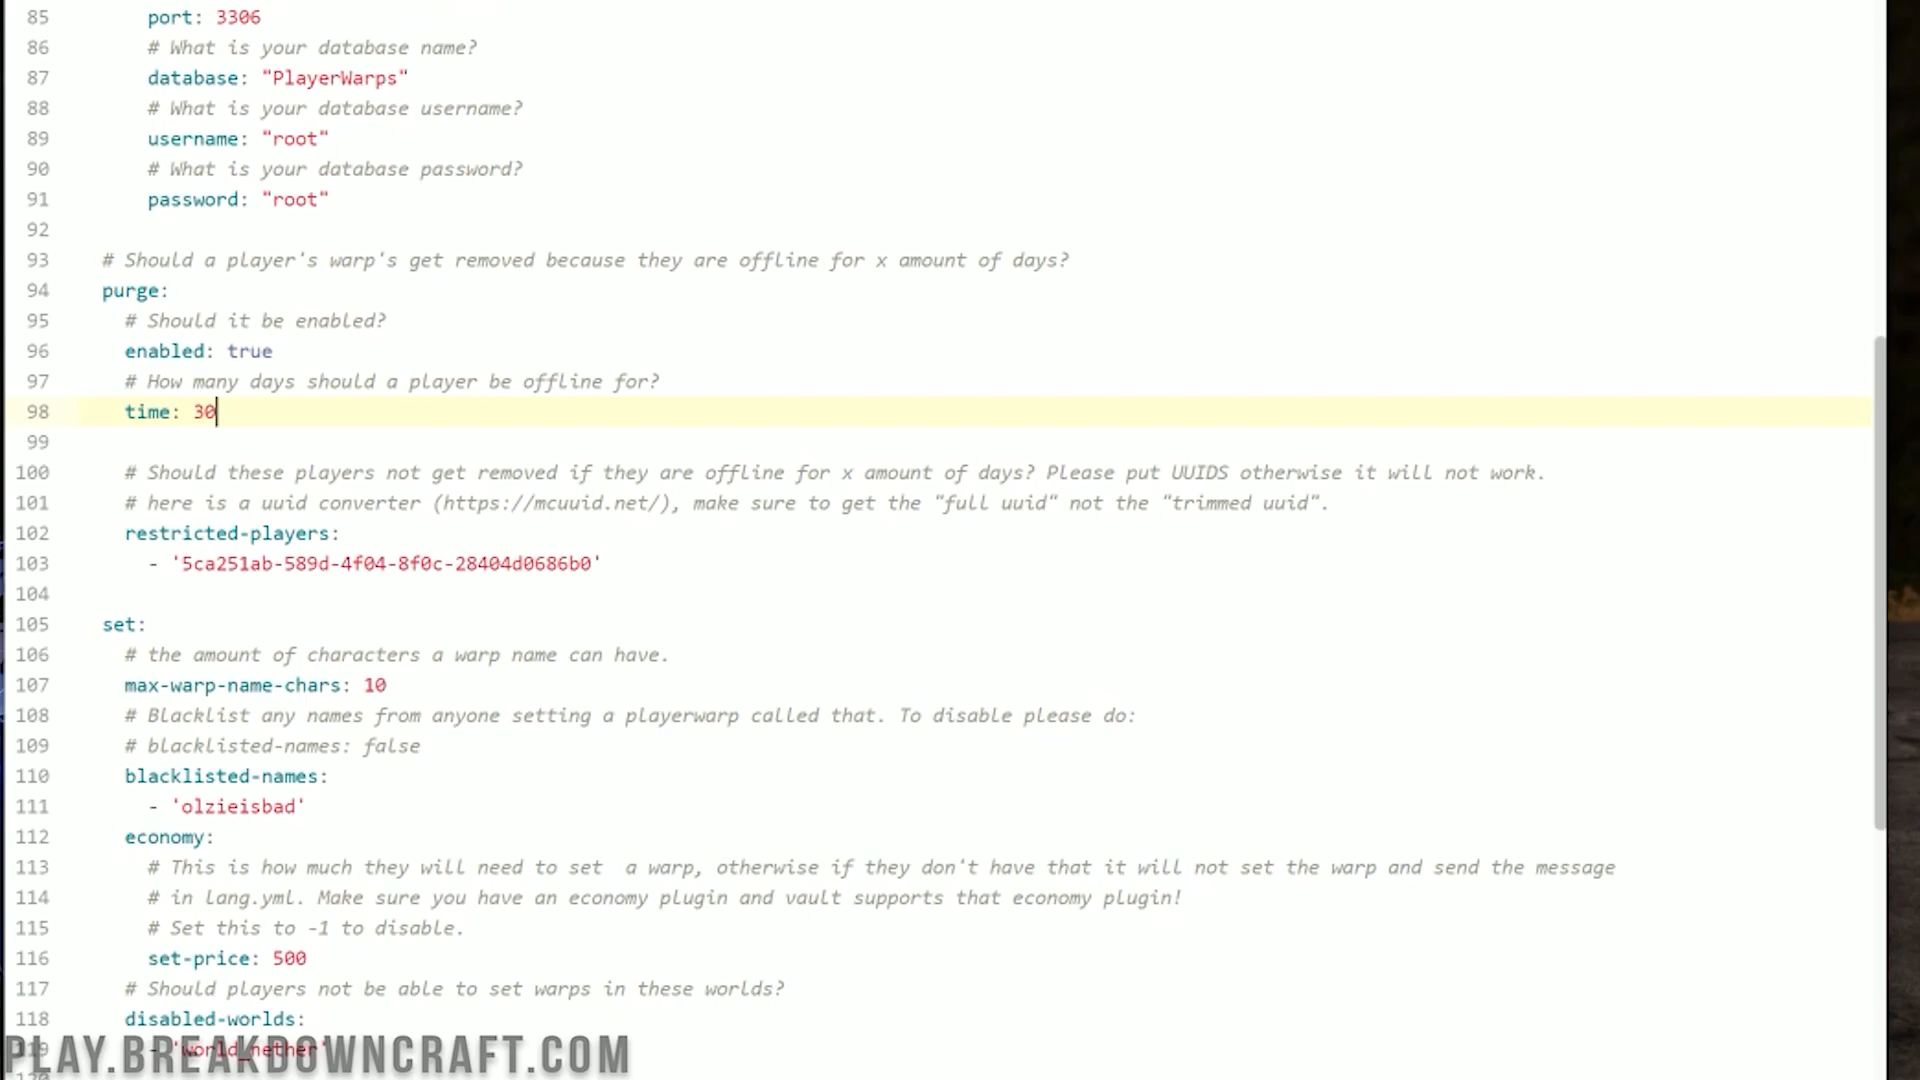 85 port: 3306
86 # What is your database name?
87 database: "PlayerWarps"
88 # What is your database username?
89 username: "root"
90 # What is your database password?
91 password: "root"
92
93 # Should a player's warp's get removed because they are offline for x amount of days?
94 purge:
95 # Should it be enabled?
96 enabled: true
97 # How many days should a player be offline for?
98 time: 30
99
100 # Should these players not get removed if they are offline for x amount of days? Please put UUIDS otherwise it will not work.
101 # here is a uuid converter (https://mcuuid.net/), make sure to get the "full uuid" not the "trimmed uuid".
102 restricted-players:
103 - '5ca251ab-589d-4f04-8f0c-28404d0686b0'
104
105 set:
106 # the amount of characters a warp name can have.
107 max-warp-name-chars: 10
108 # Blacklist any names from anyone setting a playerwarp called that. To disable please do:
109 # blacklisted-names: false
110 blacklisted-names:
111 - 'olzieisbad'
112 economy:
113 # This is how much they will need to set  a warp, otherwise if they don't have that it will not set the warp and send the message
114 # in lang.yml. Make sure you have an economy plugin and vault supports that economy plugin!
115 # Set this to -1 to disable.
116 set-price: 500
117 # Should players not be able to set warps in these worlds?
118 disabled-worlds:
119 - 'world_nether'
PLAY.BREAKDOWNCRAFT.COM
120